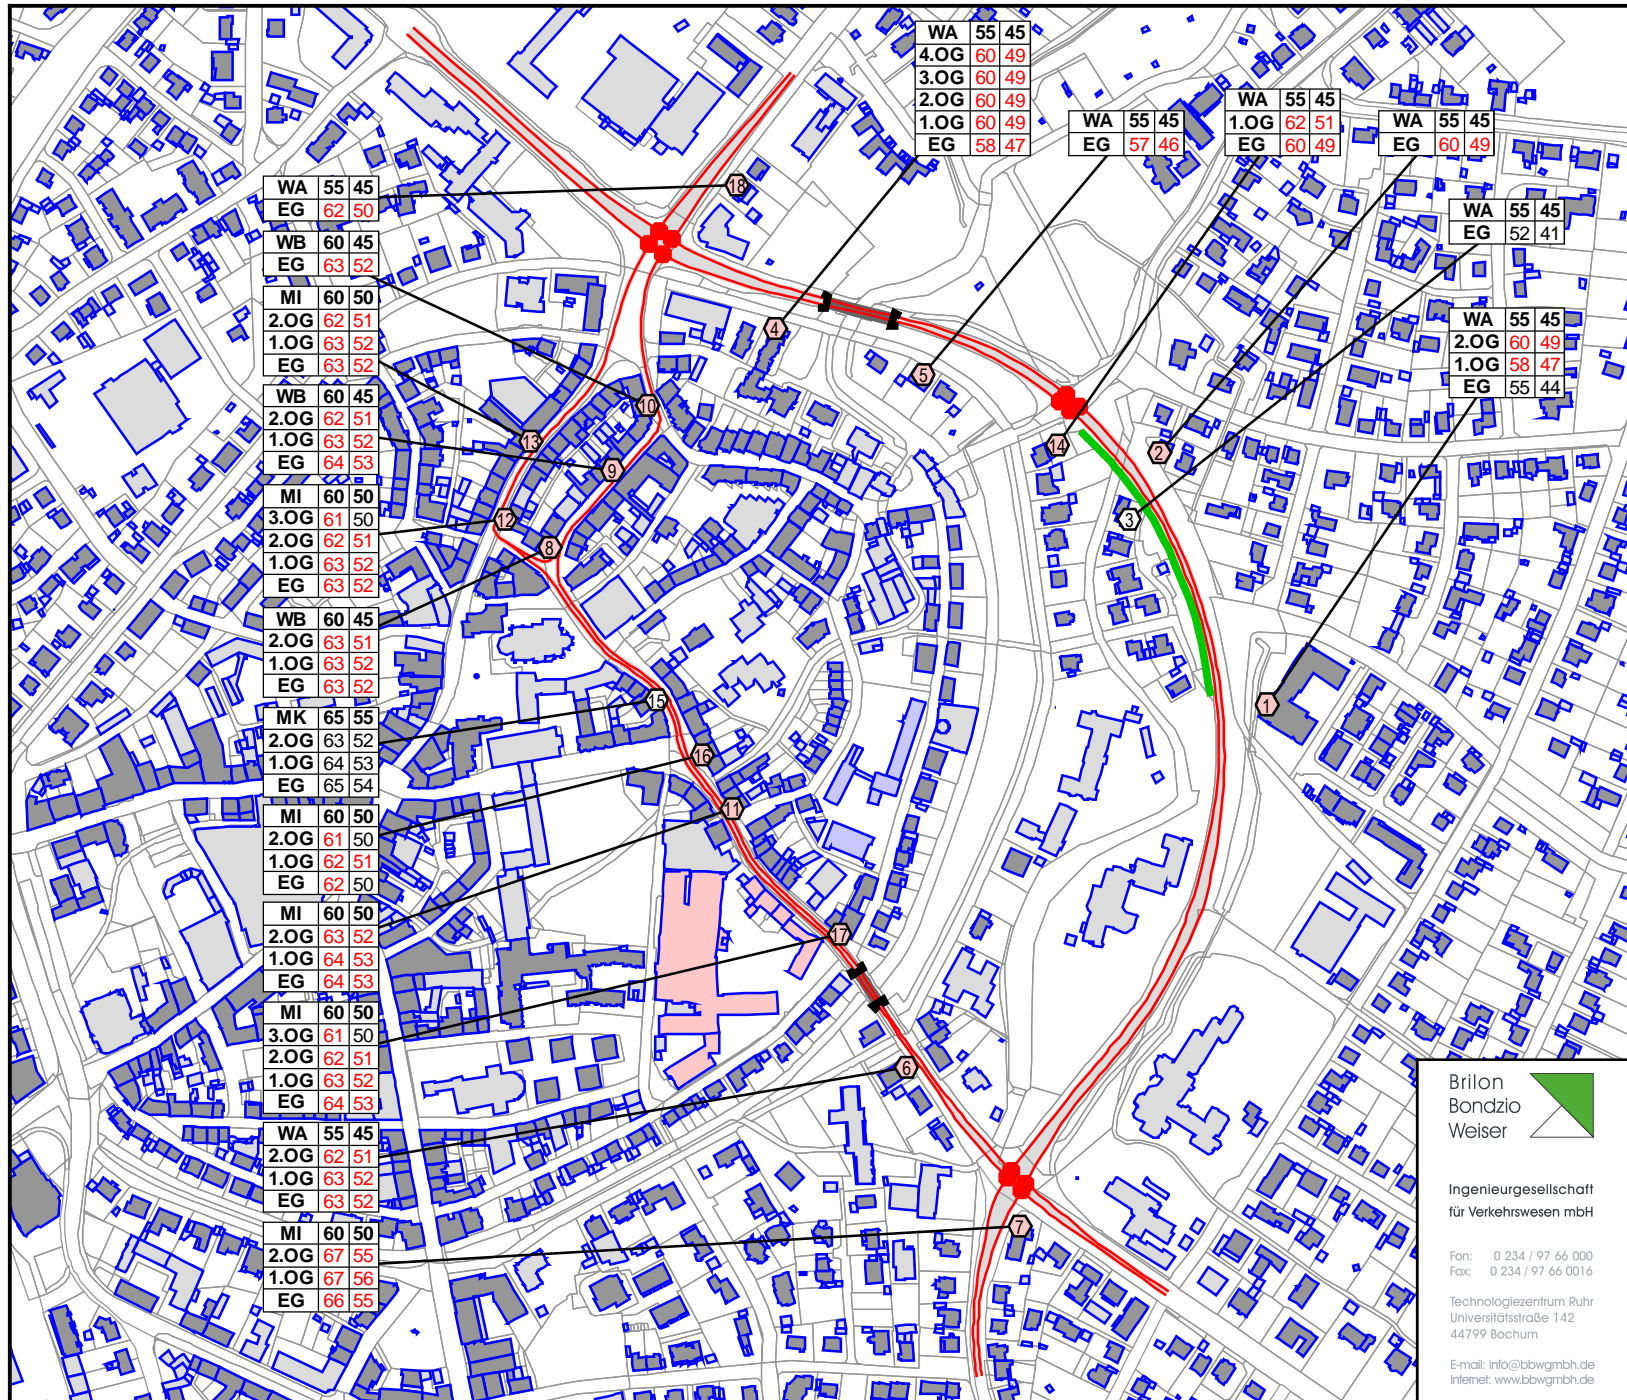 WA 55 45
4.OG 60 49
3.OG 60 49
2.OG 60 49
1.OG 60 49
EG 58 47
WA 55 45
EG 57 46
WA 55 45
1.OG 62 51
EG 60 49
WA 55 45
EG 60 49
WA 55 45
EG 52 41
WA 55 45
2.OG 60 49
1.OG 58 47
EG 55 44
WA 55 45
EG 62 50
WB 60 45
EG 63 52
MI 60 50
2.OG 62 51
1.OG 63 52
EG 63 52
WB 60 45
2.OG 62 51
1.OG 63 52
EG 64 53
MI 60 50
3.OG 61 50
2.OG 62 51
1.OG 63 52
EG 63 52
WB 60 45
2.OG 63 51
1.OG 63 52
EG 63 52
MK 65 55
2.OG 63 52
1.OG 64 53
EG 65 54
MI 60 50
2.OG 61 50
1.OG 62 51
EG 62 50
MI 60 50
2.OG 63 52
1.OG 64 53
EG 64 53
MI 60 50
3.OG 61 50
2.OG 62 51
1.OG 63 52
EG 64 53
WA 55 45
2.OG 62 51
1.OG 63 52
EG 63 52
MI 60 50
2.OG 67 55
1.OG 67 56
EG 66 55
18
4
5
10
13
14
2
9
12
3
8
15
1
16
11
17
6
7
Brilon
Bondzio
Weiser
Ingenieurgesellschaft
für Verkehrswesen mbH
Fon: 0 234 / 97 66 000
Fax: 0 234 / 97 66 0016
Technologiezentrum Ruhr
Universitätsstraße 142
44799 Bochum
E-mail: info@bbwgmbh.de
Internet: www.bbwgmbh.de